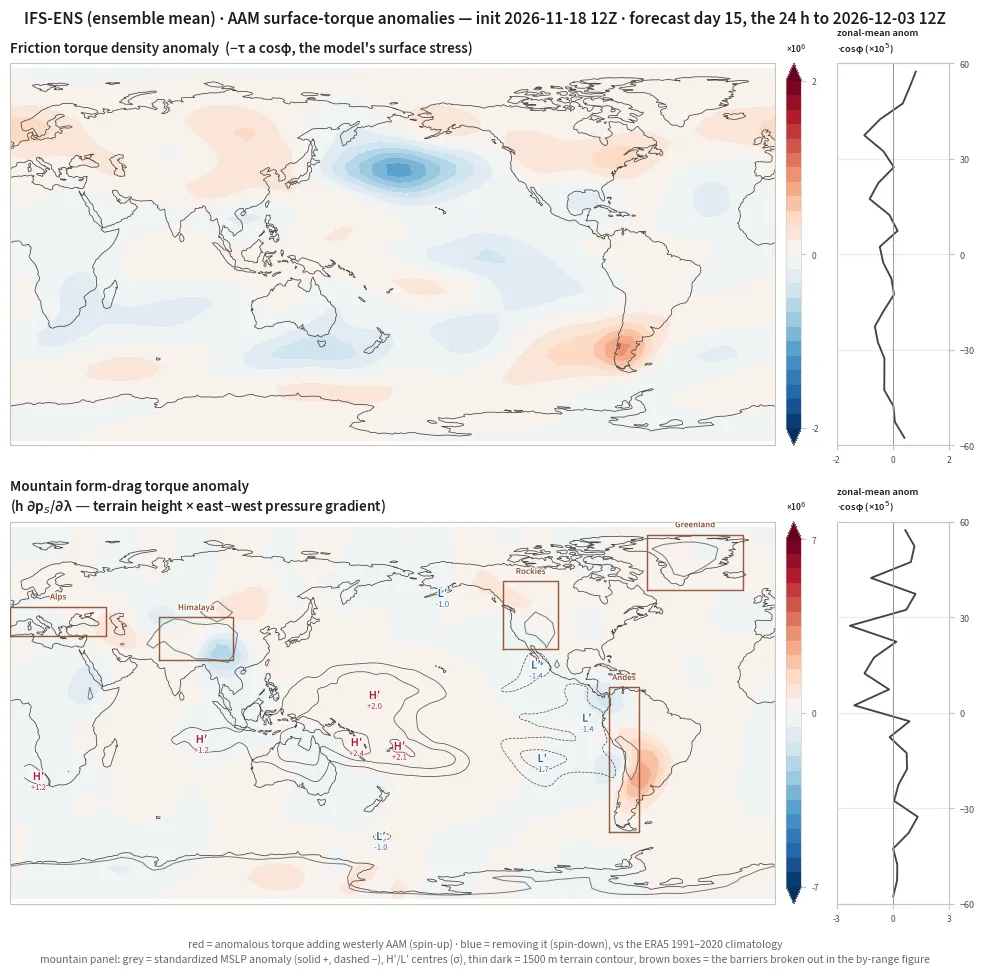 IFS-ENS (ensemble mean) · AAM surface-torque anomalies — init 2026-11-18 12Z · forecast day 15, the 24 h to 2026-12-03 12Z
Friction torque density anomaly (−τ a cosϕ, the model's surface stress)
×10⁶
zonal-mean anom
·cosϕ (×10⁵)
2
0
-2
60
30
0
−30
−60
-2
0
2
Mountain form-drag torque anomaly
(h ∂pₛ/∂λ — terrain height × east–west pressure gradient)
×10⁶
zonal-mean anom
·cosϕ (×10⁵)
Greenland
Rockies
Alps
Himalaya
Andes
L'
-1.0
L'
-1.4
H'
+2.0
L'
-1.4
H'
+1.2
H'
+2.4
H'
+2.1
L'
-1.7
H'
+1.2
L'
-1.0
7
0
-7
60
30
0
−30
−60
-3
0
3
red = anomalous torque adding westerly AAM (spin-up) · blue = removing it (spin-down), vs the ERA5 1991–2020 climatology
mountain panel: grey = standardized MSLP anomaly (solid +, dashed −), H'/L' centres (σ), thin dark = 1500 m terrain contour, brown boxes = the barriers broken out in the by-range figure